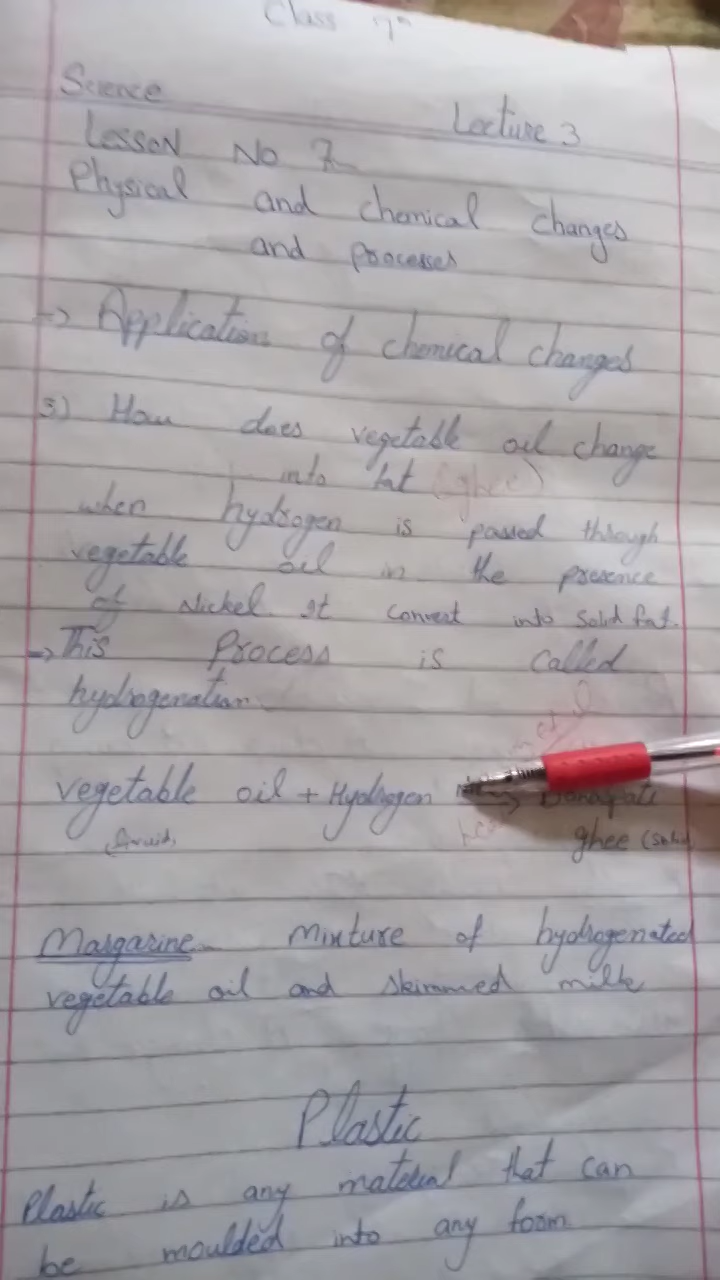 Class 7th
Science
Lecture 3
Lesson No 7
Physical and chemical changes
and processes
-> Application of chemical changes
3) How does vegetable oil change
into fat (ghee)
when hydrogen is passed through
vegetable oil in the presence
of Nickel It convert into solid fat.
-> This Process is called
hydrogenation
vegetable oil + Hydrogen
ghee (solid
Margarine mixture of hydrogenated
vegetable oil and skimmed milk
Plastic
Plastic is any material that can
be moulded into any form